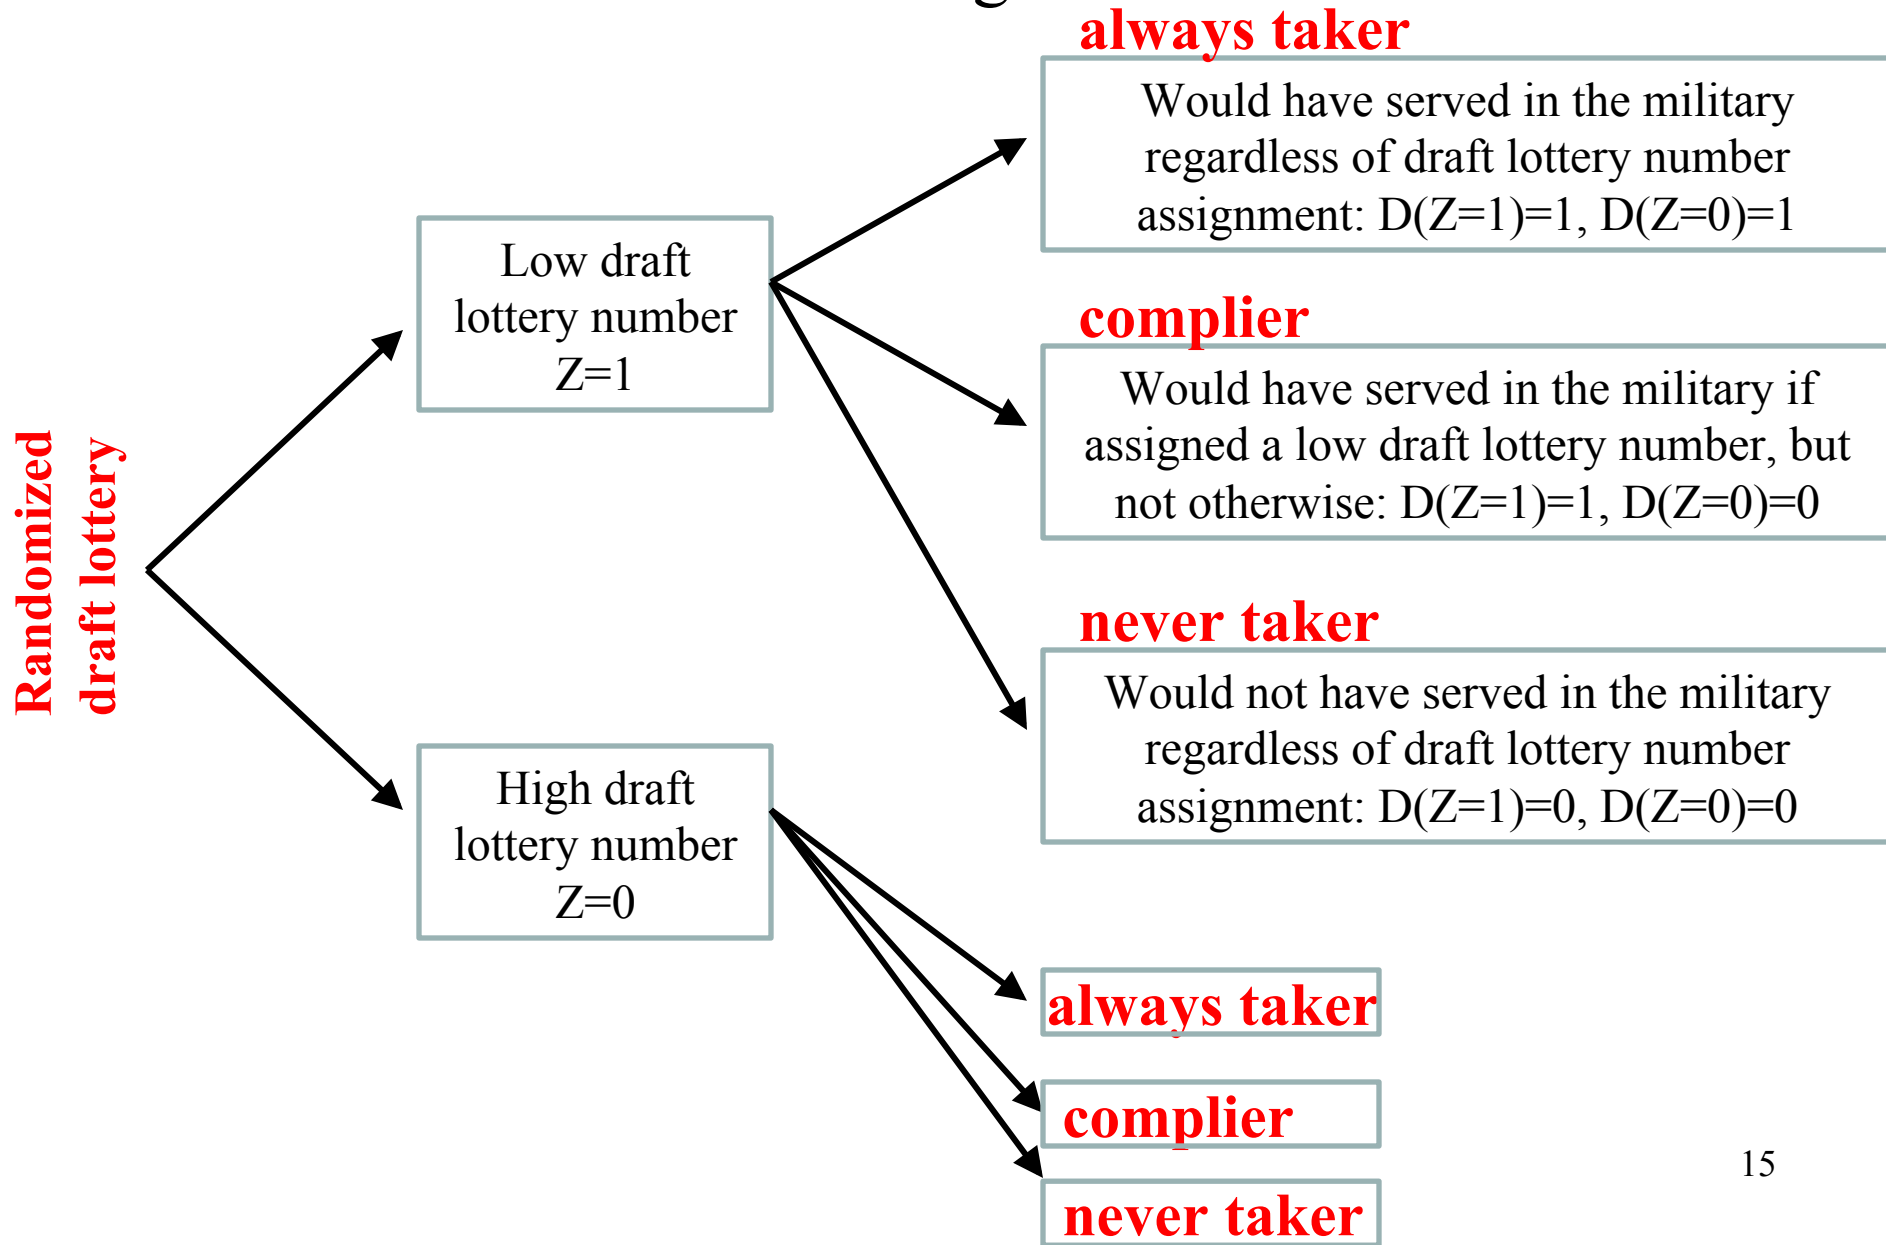 Randomized
draft lottery
Low draft
lottery number
Z=1
High draft
lottery number
Z=0
always taker
Would have served in the military
regardless of draft lottery number
assignment: D(Z=1)=1, D(Z=0)=1
complier
Would have served in the military if
assigned a low draft lottery number, but
not otherwise: D(Z=1)=1, D(Z=0)=0
never taker
Would not have served in the military
regardless of draft lottery number
assignment: D(Z=1)=0, D(Z=0)=0
always taker
complier
never taker
15